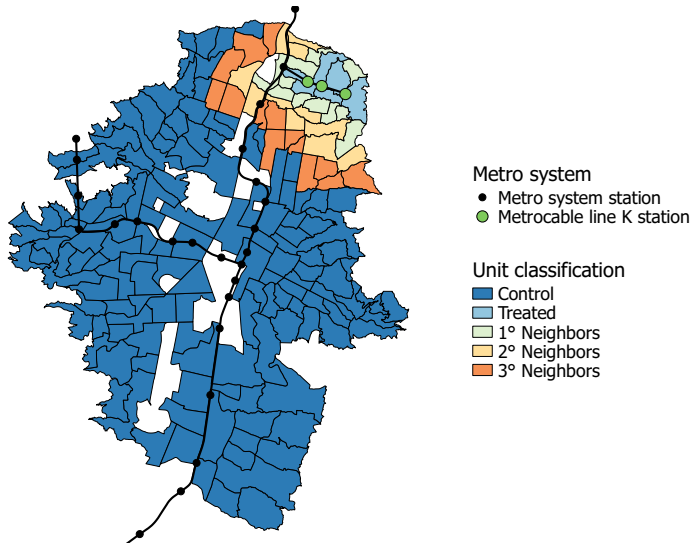 Metro system
Metro system station
Metrocable line K station
Unit classification
Control
Treated
1° Neighbors
2° Neighbors
3° Neighbors